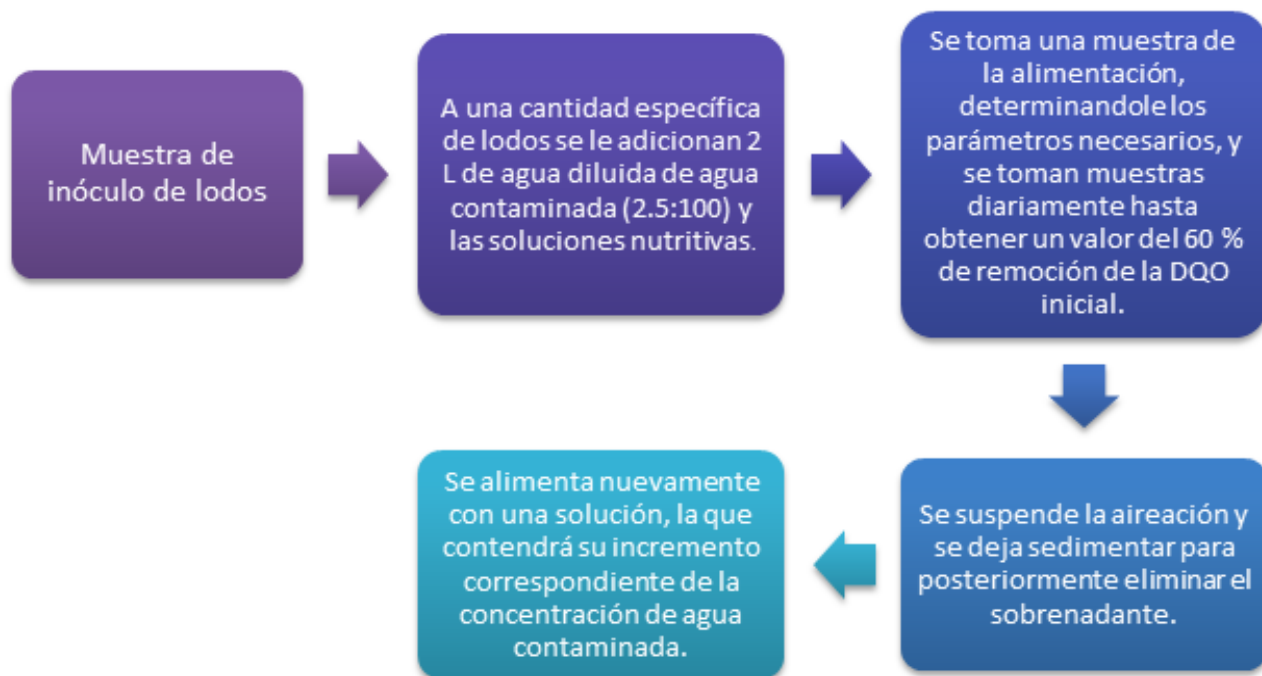 Muestra de
inóculo de lodos
A una cantidad específica
de lodos se le adicionan 2
L de agua diluida de agua
contaminada (2.5:100) y
las soluciones nutritivas.
Se toma una muestra de
la alimentación,
determinandole los
parámetros necesarios, y
se toman muestras
diariamente hasta
obtener un valor del 60 %
de remoción de la DQO
inicial.
Se suspende la aireación y
se deja sedimentar para
posteriormente eliminar el
sobrenadante.
Se alimenta nuevamente
con una solución, la que
contendrá su incremento
correspondiente de la
concentración de agua
contaminada.